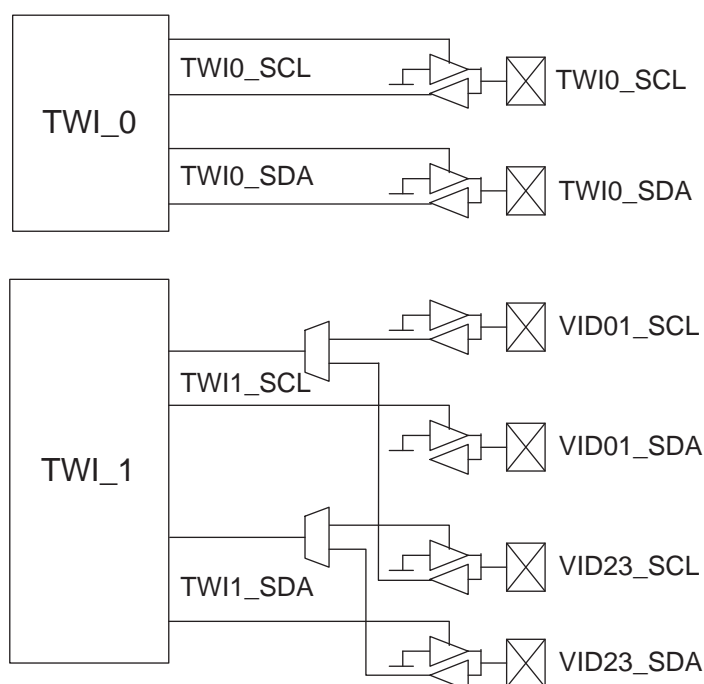 TWI_0
TWI0_SCL
TWI0_SCL
TWI0_SDA
TWI0_SDA
TWI_1
VID01_SCL
TWI1_SCL
VID01_SDA
VID23_SCL
TWI1_SDA
VID23_SDA